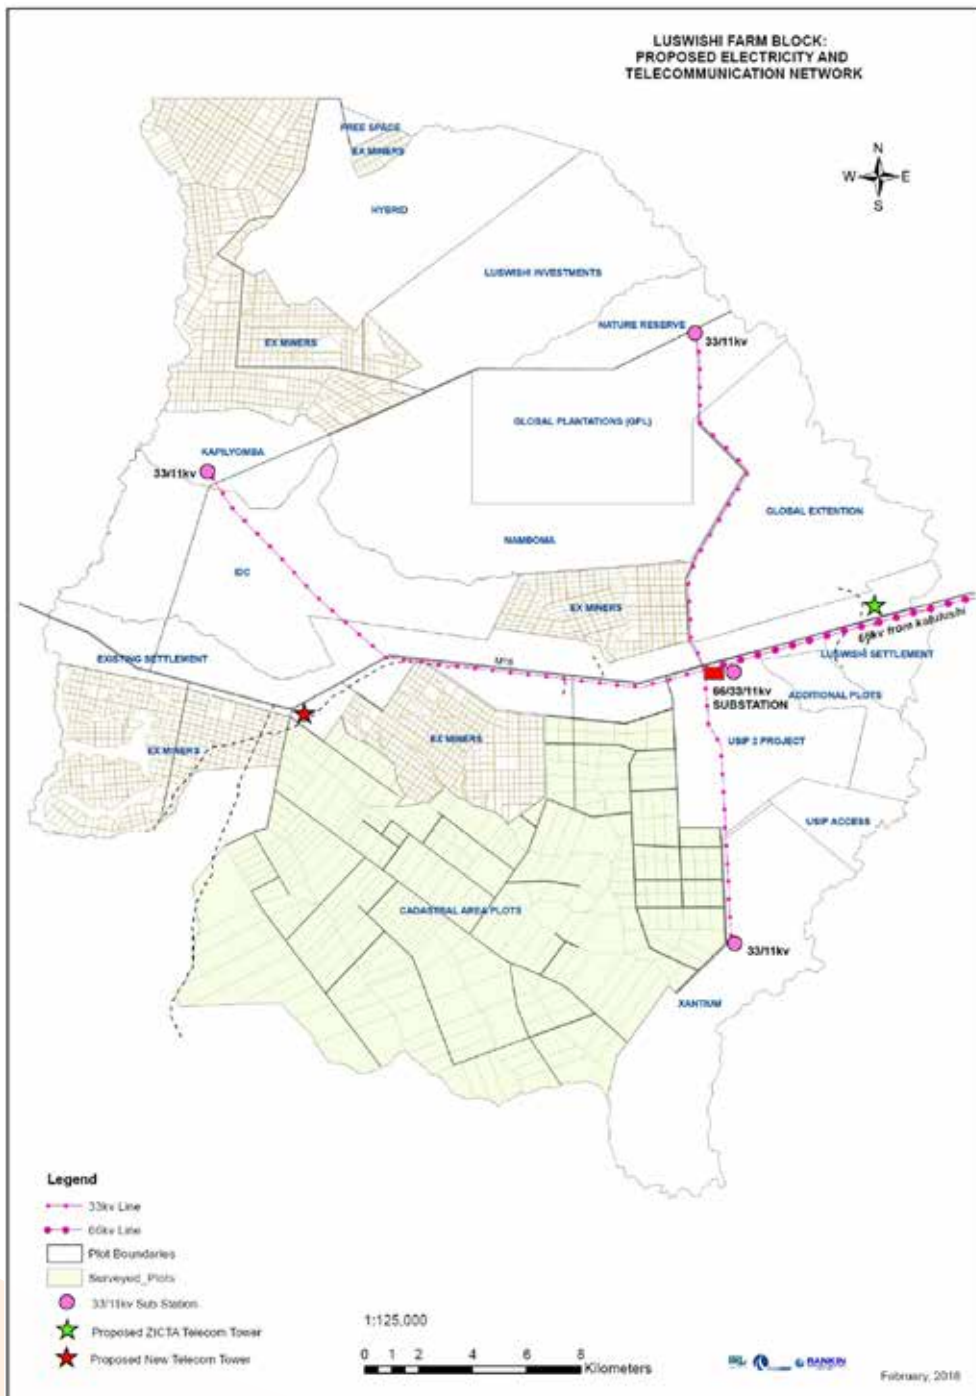 LUSWISHI FARM BLOCK:
PROPOSED ELECTRICITY AND
TELECOMMUNICATION NETWORK
N
W
E
S
FREE SPACE
EX MINERS
HYBRID
LUSWISHI INVESTMENTS
NATURE RESERVE
33/11kv
EX MINERS
GLOBAL PLANTATIONS (GPL)
KAPILYOMBA
33/11kv
GLOBAL EXTENTION
NAMBOMA
IDC
EX MINERS
66kv from kalulushi
EXISTING SETTLEMENT
LUSWISHI SETTLEMENT
66/33/11kv
SUBSTATION
ADDITIONAL PLOTS
EX MINERS
EX MINERS
USIP 2 PROJECT
USIP ACCESS
CADASTRAL AREA PLOTS
33/11kv
XANTIUM
Legend
33kv Line
66kv Line
Plot Boundaries
Surveyed_Plots
33/11kv Sub Station
Proposed ZICTA Telecom Tower
Proposed New Telecom Tower
1:125,000
0 1 2 4 6 8
Kilometers
RANKIN
February, 2018